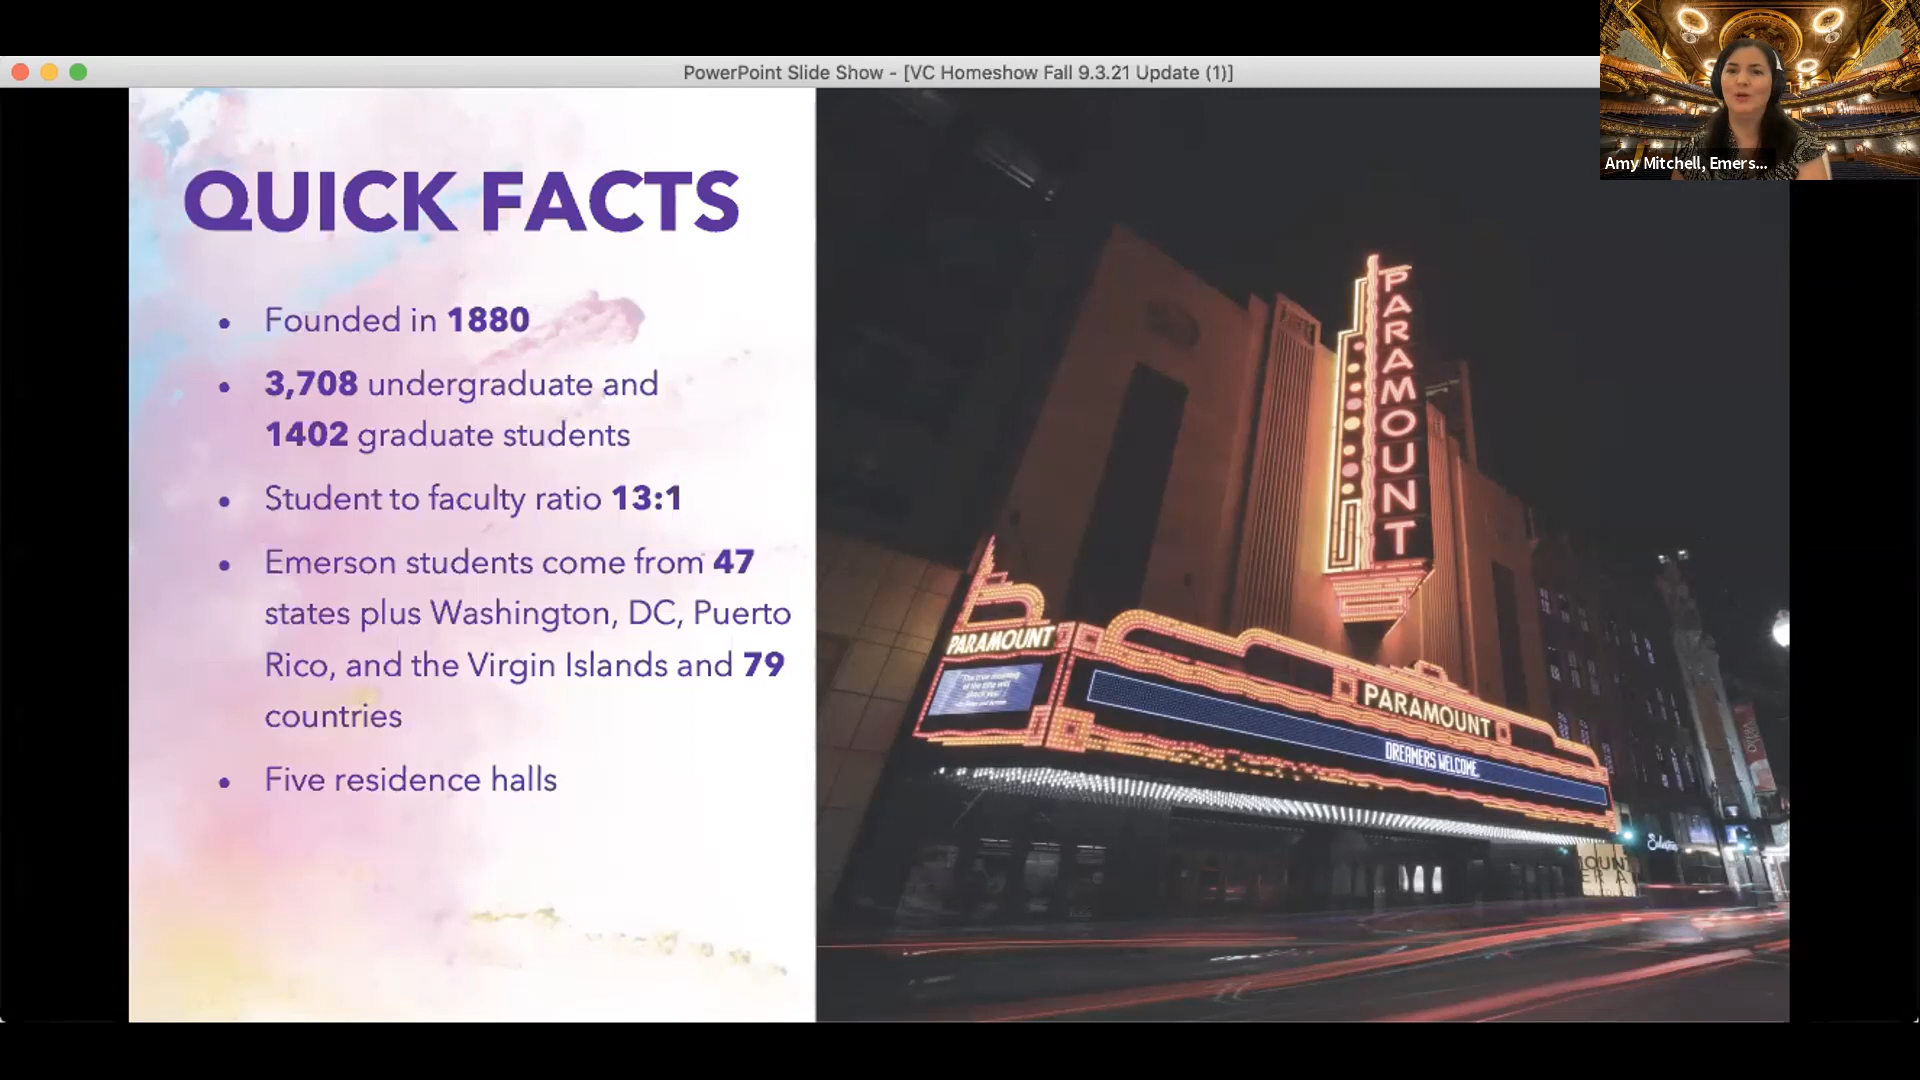 PowerPoint Slide Show - [VC Homeshow Fall 9.3.21 Update (1)]
Amy Mitchell, Emers...
QUICK FACTS
• Founded in 1880
• 3,708 undergraduate and
1402 graduate students
• Student to faculty ratio 13:1
• Emerson students come from 47
states plus Washington, DC, Puerto
Rico, and the Virgin Islands and 79
countries
• Five residence halls
PARAMOUNT
PARAMOUNT
PARAMOUNT
DREAMERS WELCOME.